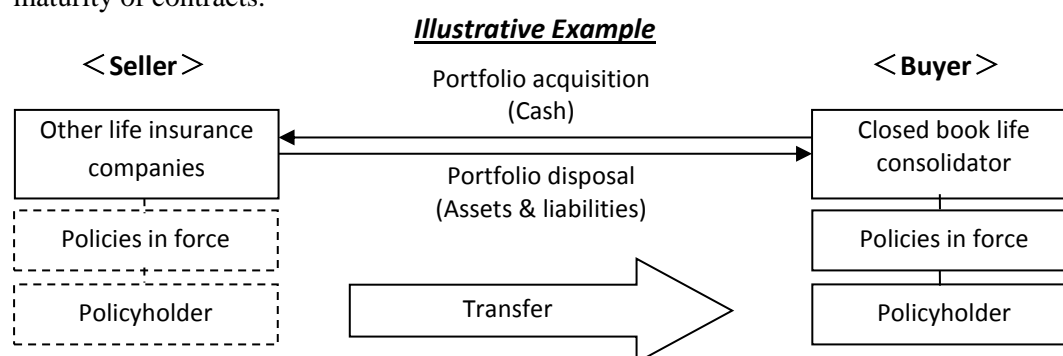 maturity of contracts.
Illustrative Example
＜Seller＞
＜Buyer＞
Portfolio acquisition
(Cash)
Other life insurance
companies
Closed book life
consolidator
Portfolio disposal
(Assets & liabilities)
Policies in force
Policies in force
Policyholder
Transfer
Policyholder